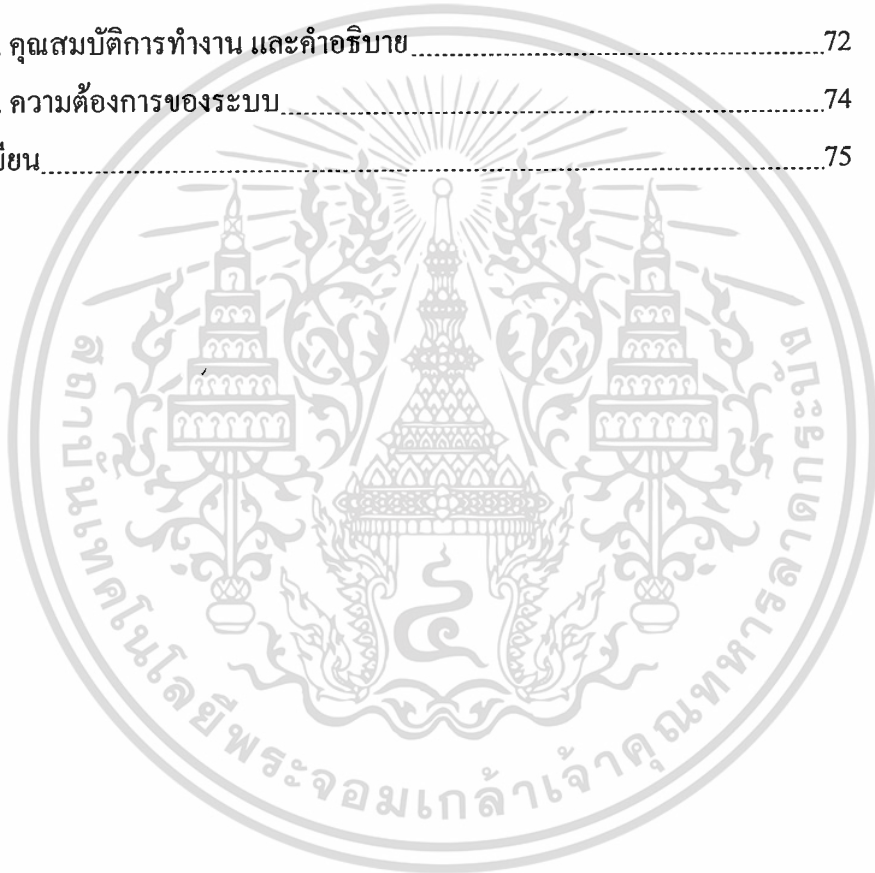 . คุณสมบัติการทำงาน และคำอธิบาย 72
. ความต้องการของระบบ 74
75
สถาบันเทคโนโลยีพระจอมเกล้าเจ้าคุณทหารลาดกระบัง